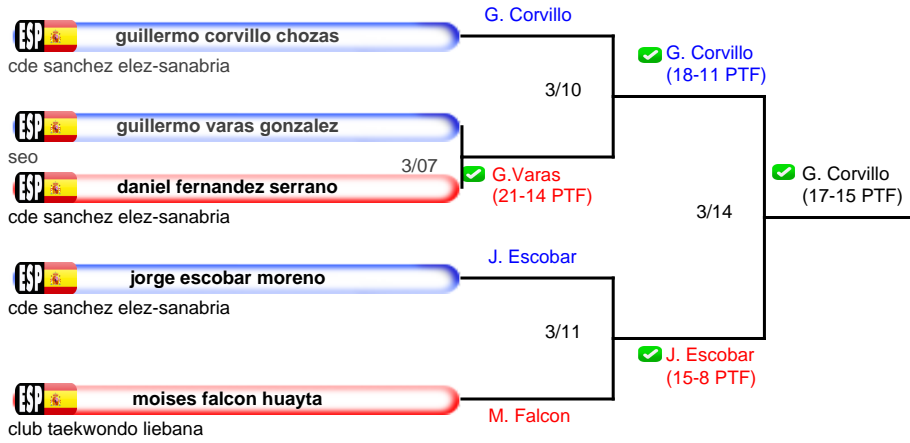 G. Corvillo
ESP guillermo corvillo chozas
cde sanchez elez-sanabria
G. Corvillo
(18-11 PTF)
3/10
ESP guillermo varas gonzalez
seo
3/07
G.Varas
(21-14 PTF)
ESP daniel fernandez serrano
cde sanchez elez-sanabria
G. Corvillo
(17-15 PTF)
3/14
J. Escobar
ESP jorge escobar moreno
cde sanchez elez-sanabria
3/11
J. Escobar
(15-8 PTF)
ESP moises falcon huayta
M. Falcon
club taekwondo liebana